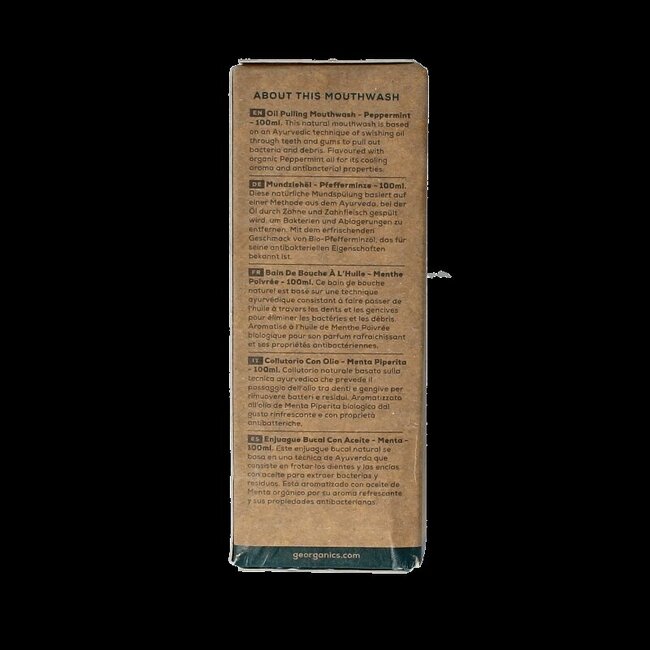 ABOUT THIS MOUTHWASH
EN Oil Pulling Mouthwash - Peppermint
- 100ml. This natural mouthwash is based
on an Ayurvedic technique of swishing oil
through teeth and gums to pull out
bacteria and debris. Flavoured with
organic Peppermint oil for its cooling
aroma and antibacterial properties.
DE Mundziehöl - Pfefferminze - 100ml.
Diese natürliche Mundspülung basiert auf
einer Methode aus dem Ayurveda, bei der
Öl durch Zähne und Zahnfleisch gespült
wird, um Bakterien und Ablagerungen zu
entfernen. Mit dem erfrischenden
Geschmack von Bio-Pfefferminzöl, das für
seine antibakteriellen Eigenschaften
bekannt ist.
FR Bain De Bouche À L'Huile - Menthe
Poivrée - 100ml. Ce bain de bouche
naturel est basé sur une technique
ayurvédique consistant à faire passer de
l'huile à travers les dents et les gencives
pour éliminer les bactéries et les débris.
Aromatisé à l'huile de Menthe Poivrée
biologique pour son parfum rafraichissant
et ses propriétés antibactériennes.
IT Collutorio Con Olio - Menta Piperita
- 100ml. Collutorio naturale basato sulla
tecnica ayurvedica che prevede il
passaggio dell'olio tra denti e gengive per
rimuovere batteri e residui. Aromatizzato
all'olio di Menta Piperita biologica dal
gusto rinfrescante e con proprietà
antibatteriche.
ES Enjuague Bucal Con Aceite - Menta -
100ml. Este enjuague bucal natural se
basa en una técnica de Ayuverda que
consiste en frotar los dientes y las encías
con aceite para extraer bacterias y
residuos. Está aromatizado con aceite de
Menta orgánico por su aroma refrescante
y sus propiedades antibacterianas.
georganics.com